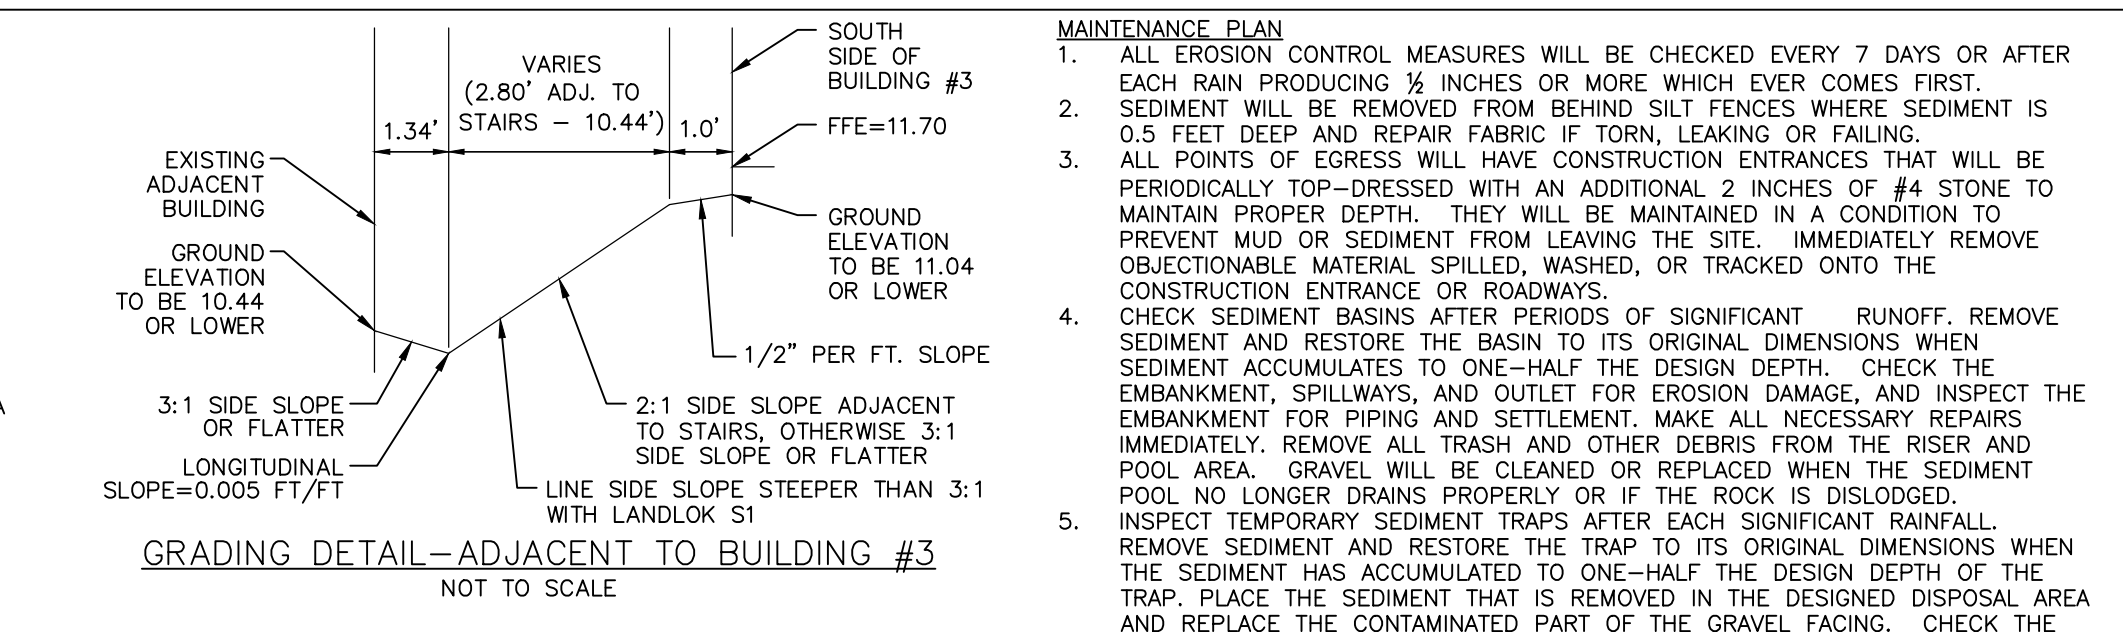 SOUTH
SIDE OF
BUILDING #3
VARIES
(2.80' ADJ. TO
STAIRS – 10.44')
1.34'
1.0'
FFE=11.70
EXISTING
ADJACENT
BUILDING
GROUND
ELEVATION
TO BE 11.04
OR LOWER
GROUND
ELEVATION
TO BE 10.44
OR LOWER
1/2" PER FT. SLOPE
3:1 SIDE SLOPE
OR FLATTER
2:1 SIDE SLOPE ADJACENT
TO STAIRS, OTHERWISE 3:1
SIDE SLOPE OR FLATTER
LONGITUDINAL
SLOPE=0.005 FT/FT
LINE SIDE SLOPE STEEPER THAN 3:1
WITH LANDLOK S1
GRADING DETAIL–ADJACENT TO BUILDING #3
NOT TO SCALE
MAINTENANCE PLAN
1. ALL EROSION CONTROL MEASURES WILL BE CHECKED EVERY 7 DAYS OR AFTER
EACH RAIN PRODUCING ½ INCHES OR MORE WHICH EVER COMES FIRST.
2. SEDIMENT WILL BE REMOVED FROM BEHIND SILT FENCES WHERE SEDIMENT IS
0.5 FEET DEEP AND REPAIR FABRIC IF TORN, LEAKING OR FAILING.
3. ALL POINTS OF EGRESS WILL HAVE CONSTRUCTION ENTRANCES THAT WILL BE
PERIODICALLY TOP–DRESSED WITH AN ADDITIONAL 2 INCHES OF #4 STONE TO
MAINTAIN PROPER DEPTH. THEY WILL BE MAINTAINED IN A CONDITION TO
PREVENT MUD OR SEDIMENT FROM LEAVING THE SITE. IMMEDIATELY REMOVE
OBJECTIONABLE MATERIAL SPILLED, WASHED, OR TRACKED ONTO THE
CONSTRUCTION ENTRANCE OR ROADWAYS.
4. CHECK SEDIMENT BASINS AFTER PERIODS OF SIGNIFICANT RUNOFF. REMOVE
SEDIMENT AND RESTORE THE BASIN TO ITS ORIGINAL DIMENSIONS WHEN
SEDIMENT ACCUMULATES TO ONE–HALF THE DESIGN DEPTH. CHECK THE
EMBANKMENT, SPILLWAYS, AND OUTLET FOR EROSION DAMAGE, AND INSPECT THE
EMBANKMENT FOR PIPING AND SETTLEMENT. MAKE ALL NECESSARY REPAIRS
IMMEDIATELY. REMOVE ALL TRASH AND OTHER DEBRIS FROM THE RISER AND
POOL AREA. GRAVEL WILL BE CLEANED OR REPLACED WHEN THE SEDIMENT
POOL NO LONGER DRAINS PROPERLY OR IF THE ROCK IS DISLODGED.
5. INSPECT TEMPORARY SEDIMENT TRAPS AFTER EACH SIGNIFICANT RAINFALL.
REMOVE SEDIMENT AND RESTORE THE TRAP TO ITS ORIGINAL DIMENSIONS WHEN
THE SEDIMENT HAS ACCUMULATED TO ONE–HALF THE DESIGN DEPTH OF THE
TRAP. PLACE THE SEDIMENT THAT IS REMOVED IN THE DESIGNED DISPOSAL AREA
AND REPLACE THE CONTAMINATED PART OF THE GRAVEL FACING. CHECK THE